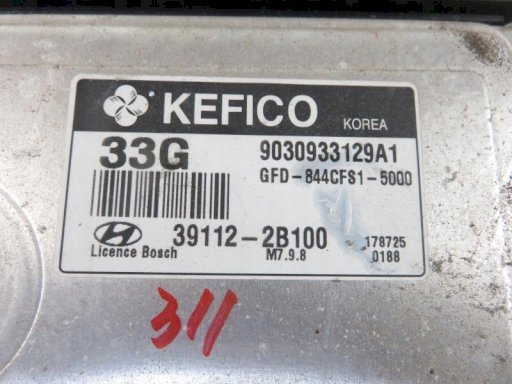 KEFICO KOREA
33G 9030933129A1
GFD-844CFS1-5000
39112-2B100 178725
Licence Bosch M7.9.8 0188
311